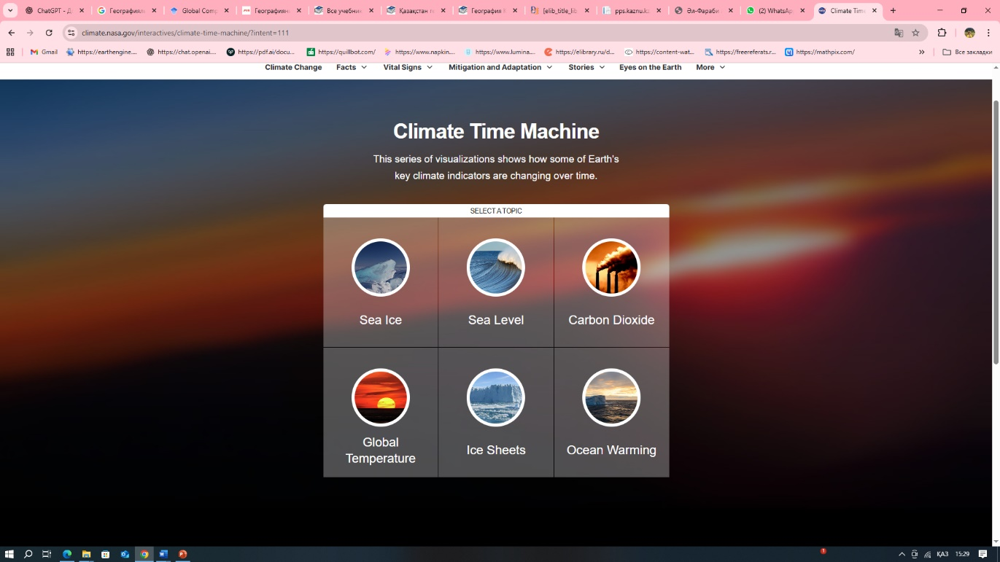 ChatGPT - Д
Географиял
Global Comp
Географиян
Все учебник
Қазақстан ге
География
[elib_title_lib
pps.kaznu.kz
Әл-Фараби
(2) WhatsAp
Climate Time
climate.nasa.gov/interactives/climate-time-machine/?intent=111
Gmail
https://earthengine....
https://chat.openai....
https://pdf.ai/docu...
https://quillbot.com/
https://www.napkin....
https://www.lumina....
https://elibrary.ru/d...
https://content-wat...
https://freereferats.r...
https://mathpix.com/
Все закладки
Climate Change Facts Vital Signs Mitigation and Adaptation Stories Eyes on the Earth More
Climate Time Machine
This series of visualizations shows how some of Earth's
key climate indicators are changing over time.
SELECT A TOPIC
Sea Ice
Sea Level
Carbon Dioxide
Global
Temperature
Ice Sheets
Ocean Warming
1
ҚАЗ
15:29